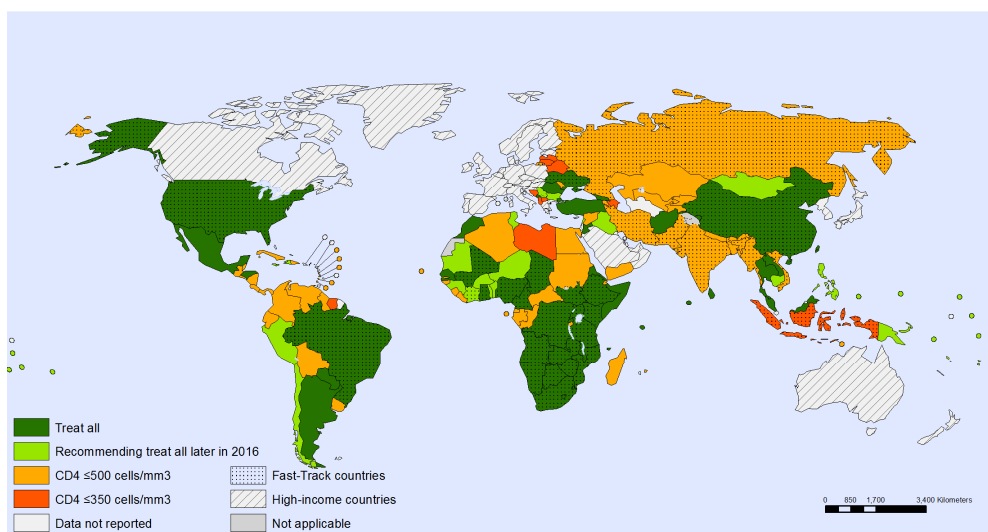 Treat all
Recommending treat all later in 2016
CD4 ≤500 cells/mm3
Fast-Track countries
CD4 ≤350 cells/mm3
High-income countries
Data not reported
Not applicable
0 850 1,700 3,400 Kilometers